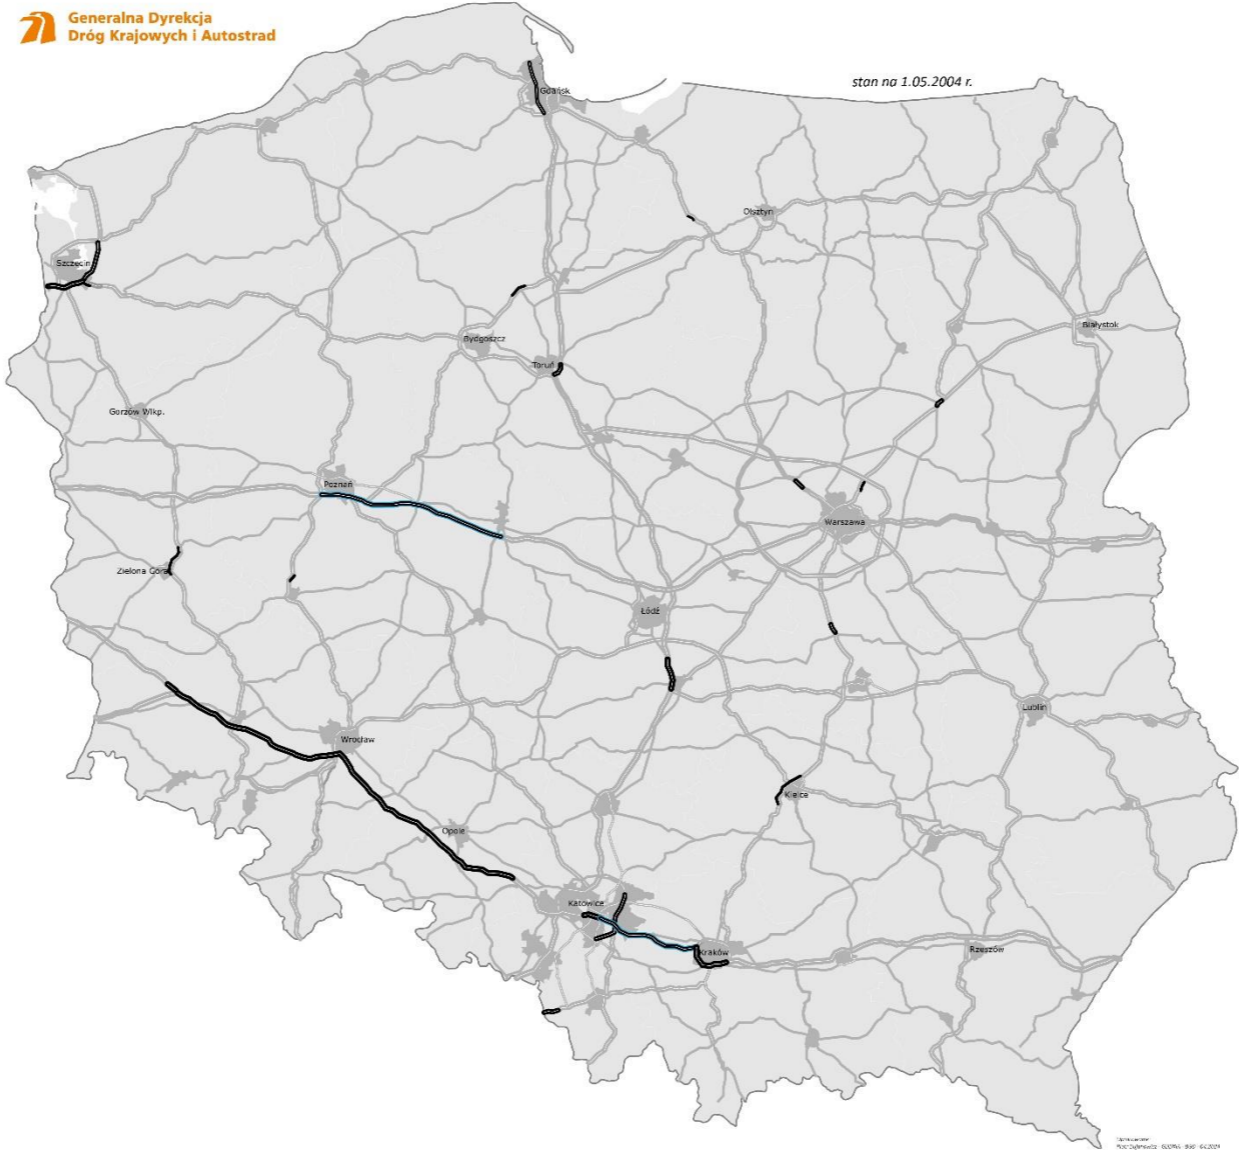 Generalna Dyrekcja
Dróg Krajowych i Autostrad
stan na 1.05.2004 r.
Gdańsk
Olsztyn
Szczecin
Białystok
Bydgoszcz
Toruń
Gorzów Wlkp.
Poznań
Warszawa
Zielona Góra
Łódź
Lublin
Wrocław
Kielce
Opole
Katowice
Kraków
Rzeszów